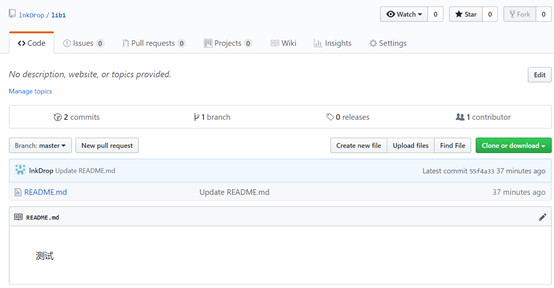 lnkDrop / lib1
Watch 0 Star 0 Fork 0
Code Issues 0 Pull requests 0 Projects 0 Wiki Insights Settings
No description, website, or topics provided.
Edit
Manage topics
2 commits 1 branch 0 releases 1 contributor
Branch: master New pull request Create new file Upload files Find File Clone or download
lnkDrop Update README.md Latest commit 55f4a33 37 minutes ago
README.md Update README.md 37 minutes ago
README.md
测试